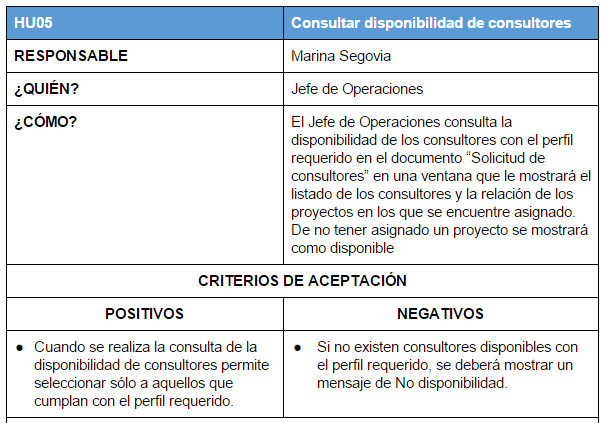 HU05
Consultar disponibilidad de consultores
RESPONSABLE
Marina Segovia
¿QUIÉN?
Jefe de Operaciones
¿CÓMO?
El Jefe de Operaciones consulta la
disponibilidad de los consultores con el perfil
requerido en el documento “Solicitud de
consultores” en una ventana que le mostrará el
listado de los consultores y la relación de los
proyectos en los que se encuentre asignado.
De no tener asignado un proyecto se mostrará
como disponible
CRITERIOS DE ACEPTACIÓN
POSITIVOS
NEGATIVOS
● Cuando se realiza la consulta de la
disponibilidad de consultores permite
seleccionar sólo a aquellos que
cumplan con el perfil requerido.
● Si no existen consultores disponibles con
el perfil requerido, se deberá mostrar un
mensaje de No disponibilidad.